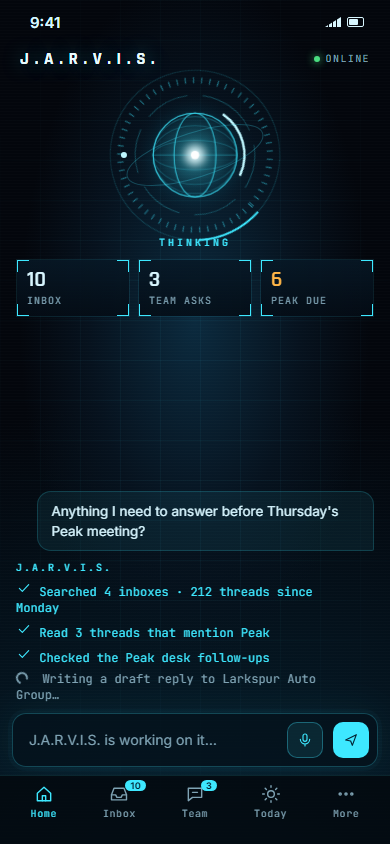 9:41
J.A.R.V.I.S.
ONLINE
THINKING
10
INBOX
3
TEAM ASKS
6
PEAK DUE
Anything I need to answer before Thursday's
Peak meeting?
J.A.R.V.I.S.
Searched 4 inboxes · 212 threads since
Monday
Read 3 threads that mention Peak
Checked the Peak desk follow-ups
Writing a draft reply to Larkspur Auto
Group…
J.A.R.V.I.S. is working on it...
10
3
Home
Inbox
Team
Today
More